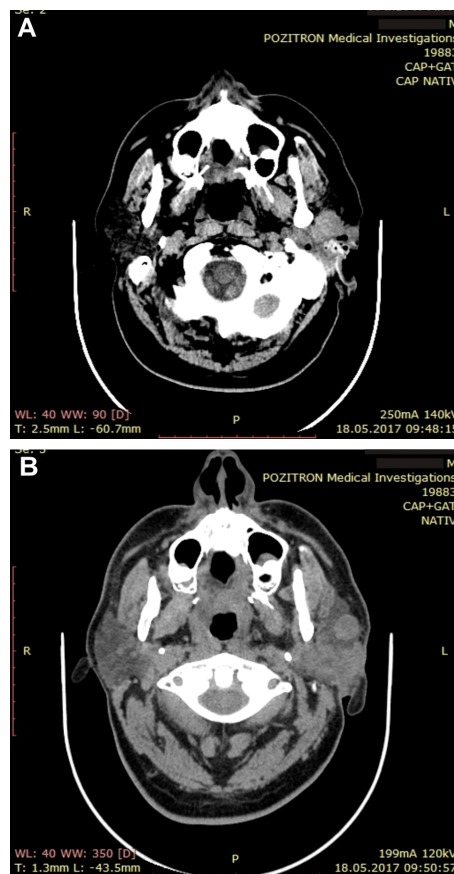 A
Se: 2
M
POZITRON Medical Investigations
19883
CAP+GAT
CAP NATIV
R
L
WL: 40 WW: 90 [D]
T: 2.5mm L: -60.7mm
P
250mA 140kV
18.05.2017 09:48:15
B
M
POZITRON Medical Investigations
19883
CAP+GAT
NATIV
R
L
WL: 40 WW: 350 [D]
T: 1.3mm L: -43.5mm
P
199mA 120kV
18.05.2017 09:50:57